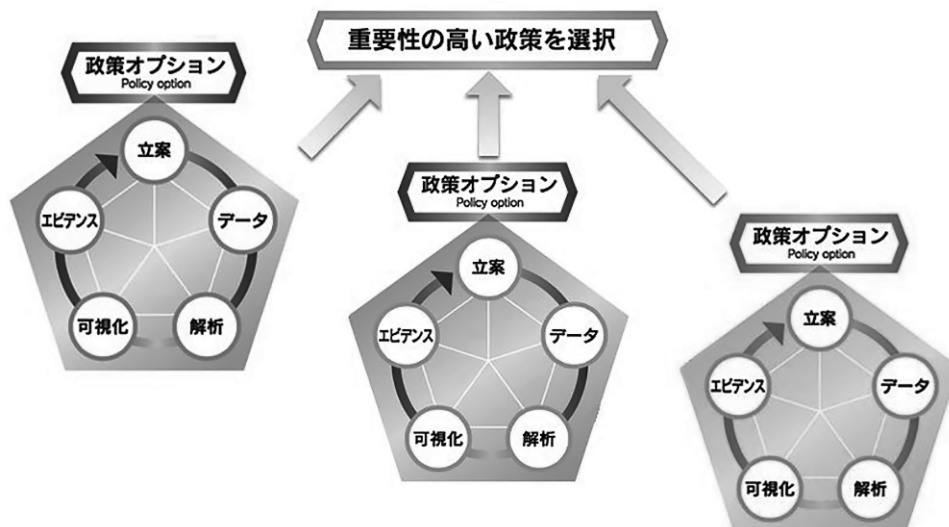 重要性の高い政策を選択
政策オプション
Policy option
立案
データ
解析
可視化
エビデンス
政策オプション
Policy option
立案
データ
解析
可視化
エビデンス
政策オプション
Policy option
立案
データ
解析
可視化
エビデンス